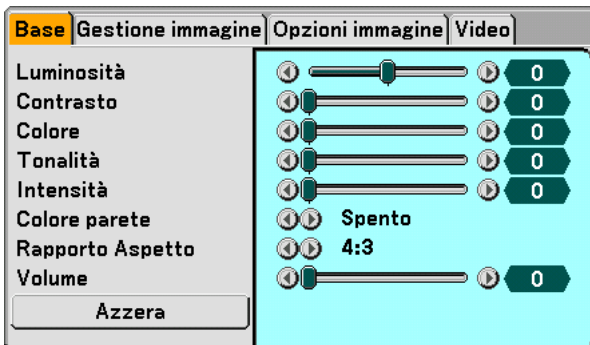 Base Gestione immagine Opzioni immagine Video
Luminosità 0
Contrasto 0
Colore 0
Tonalità 0
Intensità 0
Colore parete Spento
Rapporto Aspetto 4:3
Volume 0
Azzera